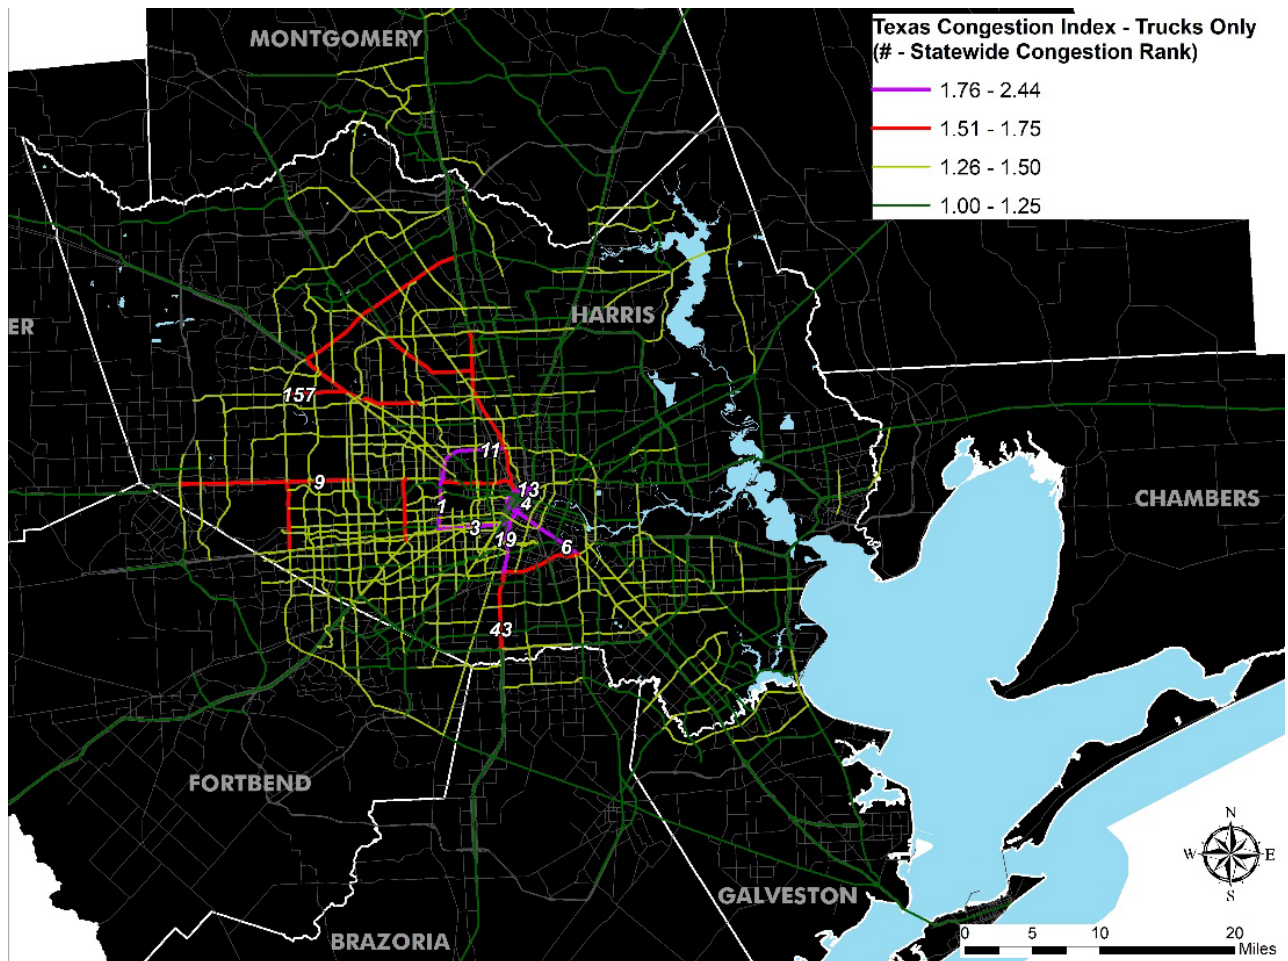 Texas Congestion Index - Trucks Only
(# - Statewide Congestion Rank)
1.76 - 2.44
1.51 - 1.75
1.26 - 1.50
1.00 - 1.25
MONTGOMERY
HARRIS
ER
157
11
9
13
1
4
3
19
6
CHAMBERS
43
FORTBEND
GALVESTON
BRAZORIA
N
W E
S
0 5 10 20
Miles